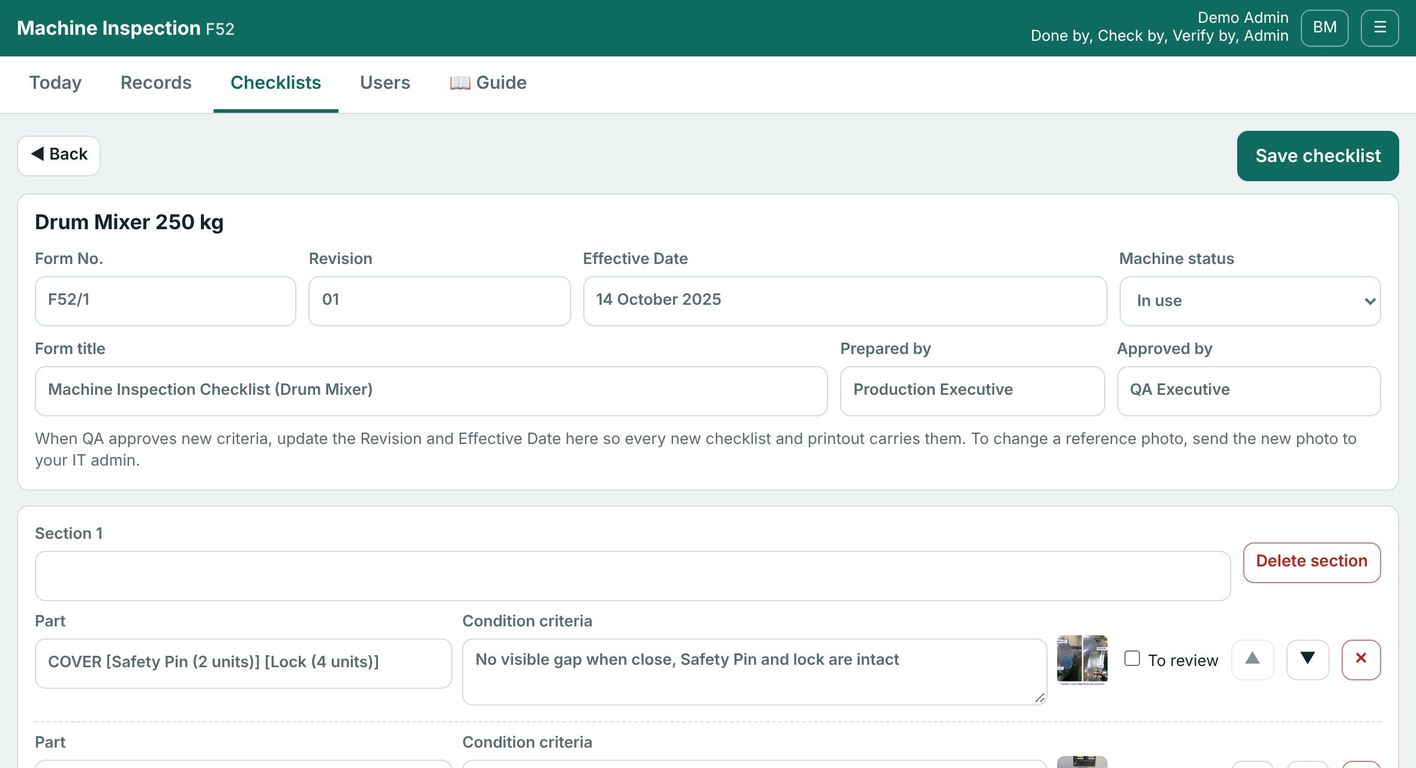 Machine Inspection F52
Demo Admin
Done by, Check by, Verify by, Admin
BM
☰
Today
Records
Checklists
Users
📖 Guide
◀ Back
Save checklist
Drum Mixer 250 kg
Form No.
Revision
Effective Date
Machine status
F52/1
01
14 October 2025
In use
Form title
Prepared by
Approved by
Machine Inspection Checklist (Drum Mixer)
Production Executive
QA Executive
When QA approves new criteria, update the Revision and Effective Date here so every new checklist and printout carries them. To change a reference photo, send the new photo to
your IT admin.
Section 1
Delete section
Part
Condition criteria
COVER [Safety Pin (2 units)] [Lock (4 units)]
No visible gap when close, Safety Pin and lock are intact
To review
▲
▼
✕
Part
Condition criteria